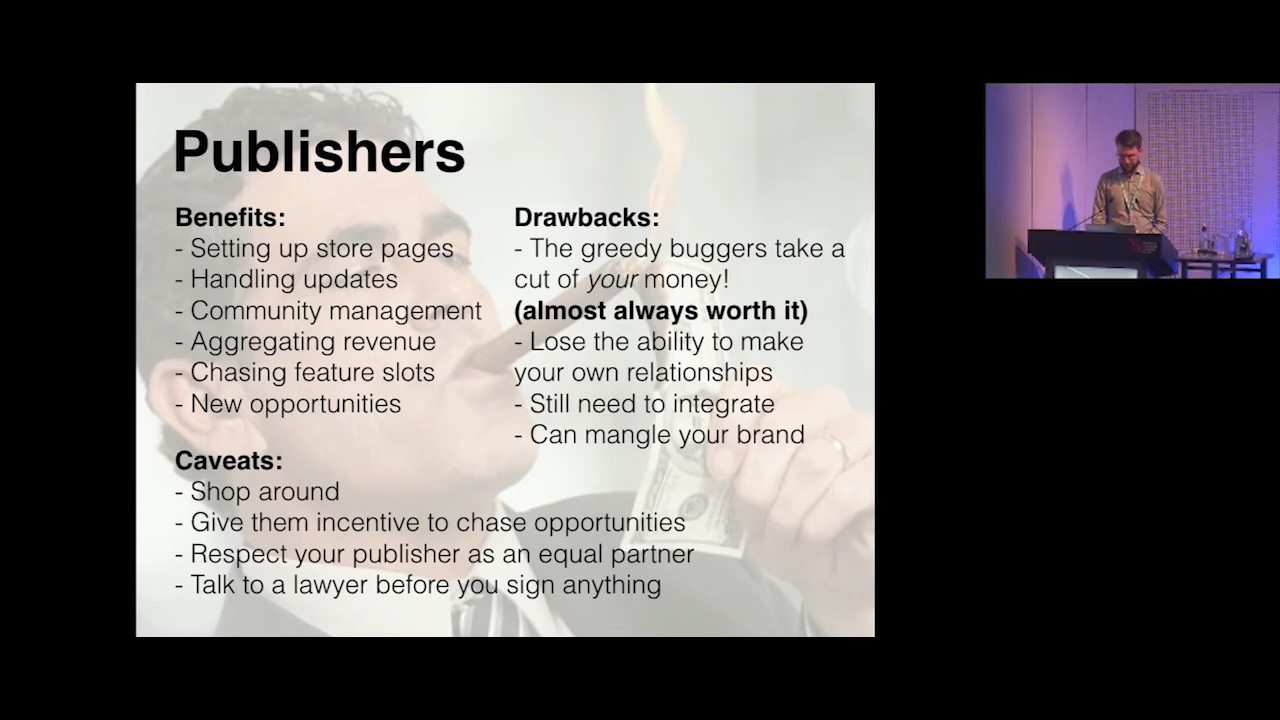 Publishers
Benefits:
- Setting up store pages
- Handling updates
- Community management
- Aggregating revenue
- Chasing feature slots
- New opportunities
Drawbacks:
- The greedy buggers take a
cut of your money!
(almost always worth it)
- Lose the ability to make
your own relationships
- Still need to integrate
- Can mangle your brand
Caveats:
- Shop around
- Give them incentive to chase opportunities
- Respect your publisher as an equal partner
- Talk to a lawyer before you sign anything